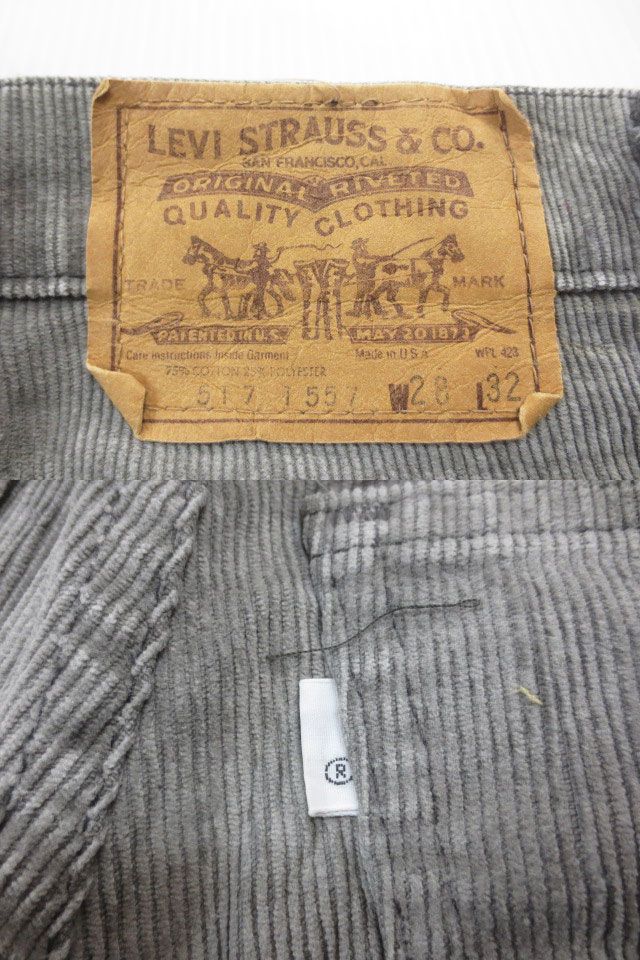 LEVI STRAUSS & CO.
SAN FRANCISCO, CAL
ORIGINAL RIVETED
QUALITY CLOTHING
TRADE MARK
PATENTED IN U.S. MAY 20 1873
Care instructions Inside Garment Made in U.S.A WPL 423
75% COTTON 25% POLYESTER
517 1557 W28 L32
®